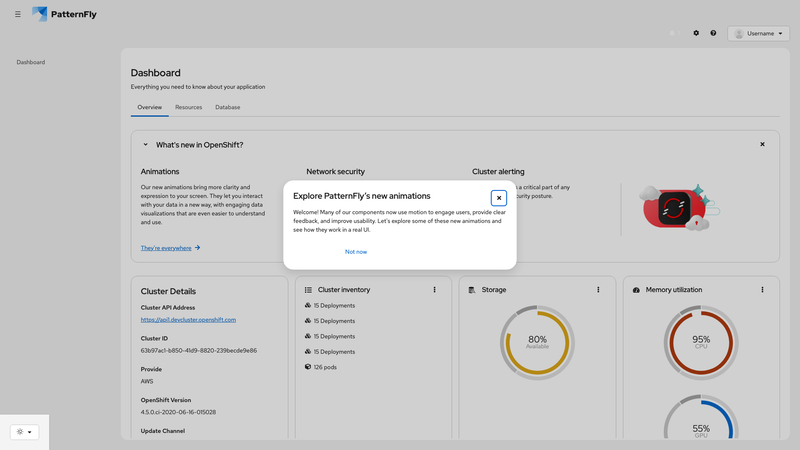 PatternFly
Username
Dashboard
Dashboard
Everything you need to know about your application
Overview
Resources
Database
What's new in OpenShift?
Animations
Our new animations bring more clarity and
expression to your screen. They let you interact
with your data in a new way, with engaging data
visualizations that are even easier to understand
and use.
They're everywhere
Network security
Cluster alerting
a critical part of any
curity posture.
Explore PatternFly's new animations
Welcome! Many of our components now use motion to engage users, provide clear
feedback, and improve usability. Let's explore some of these new animations and
see how they work in a real UI.
Not now
Cluster Details
Cluster API Address
https://api1.devcluster.openshift.com
Cluster ID
63b97ac1-b850-41d9-8820-239becde9e86
Provide
AWS
OpenShift Version
4.5.0.ci-2020-06-16-015028
Update Channel
Cluster inventory
15 Deployments
15 Deployments
15 Deployments
15 Deployments
126 pods
Storage
80%
Available
Memory utilization
95%
CPU
55%
GPU